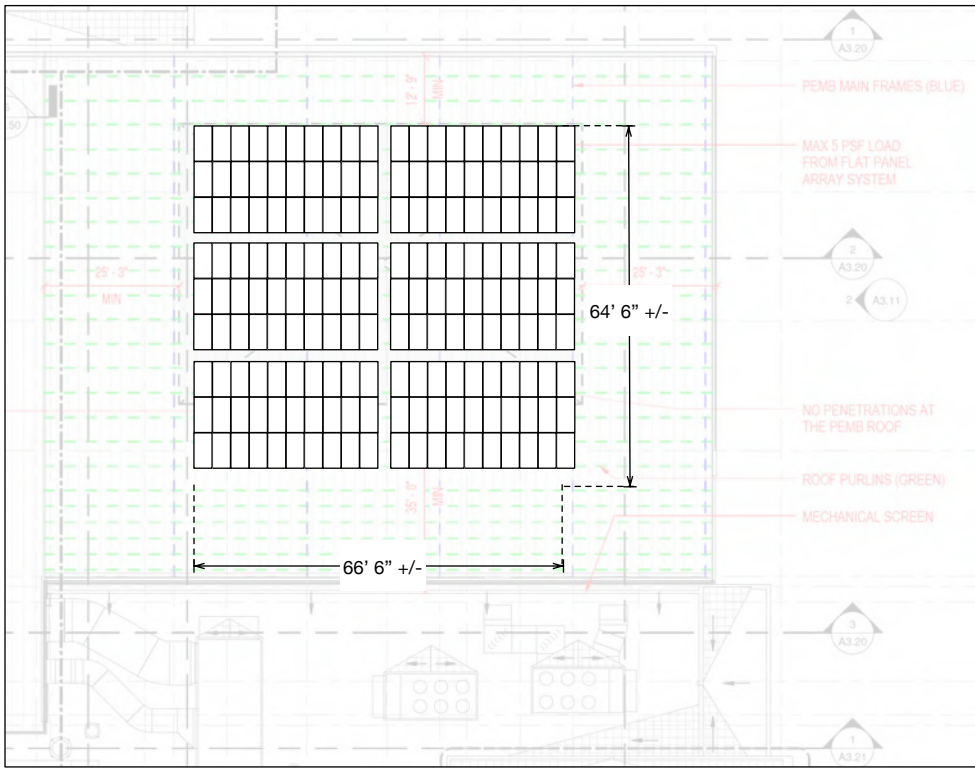 1
A3.20
PEMB MAIN FRAMES (BLUE)
12' - 9"
MIN
.50
MAX 5 PSF LOAD
FROM FLAT PANEL
ARRAY SYSTEM
2
A3.20
25' - 3"
MIN
25' - 3"
2
A3.11
64’ 6” +/-
NO PENETRATIONS AT
THE PEMB ROOF
ROOF PURLINS (GREEN)
MIN
MECHANICAL SCREEN
66’ 6” +/-
3
A3.20
1
A3.21